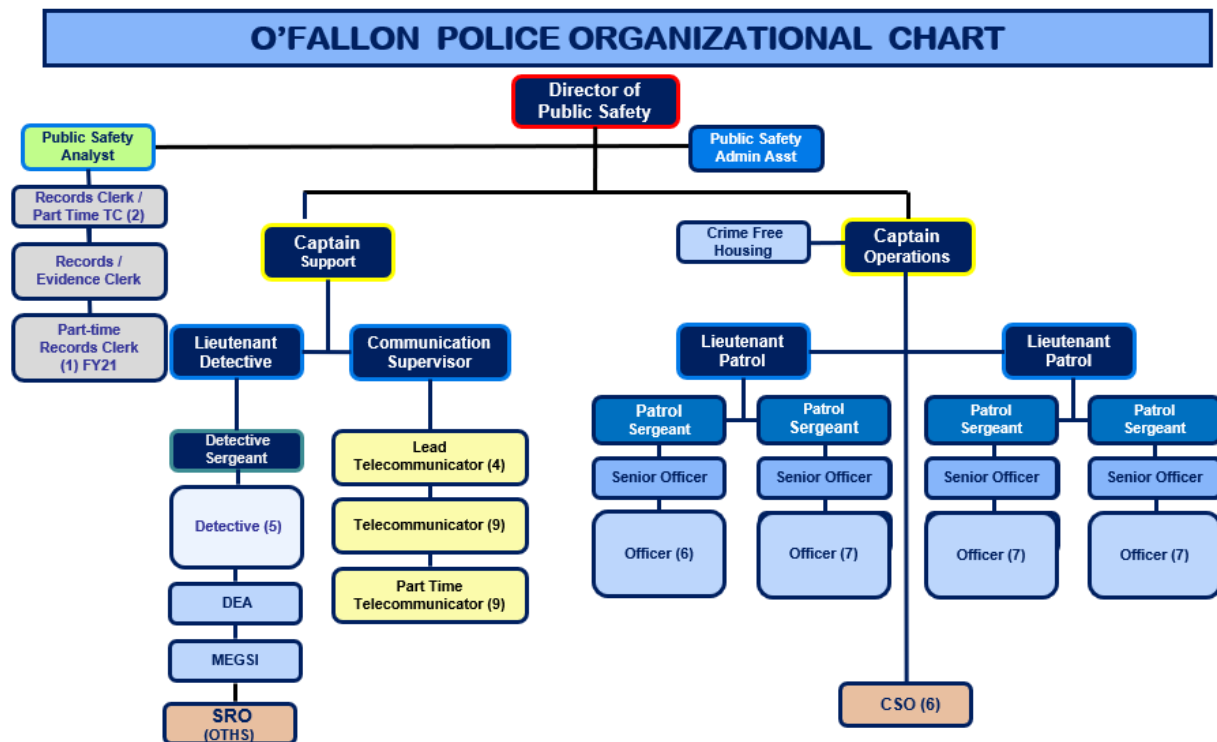 O'FALLON POLICE ORGANIZATIONAL CHART
Director of
Public Safety
Public Safety
Analyst
Public Safety
Admin Asst
Records Clerk /
Part Time TC (2)
Records /
Evidence Clerk
Part-time
Records Clerk
(1) FY21
Captain
Support
Crime Free
Housing
Captain
Operations
Lieutenant
Detective
Communication
Supervisor
Lieutenant
Patrol
Lieutenant
Patrol
Detective
Sergeant
Detective (5)
DEA
MEGSI
SRO
(OTHS)
Lead
Telecommunicator (4)
Telecommunicator (9)
Part Time
Telecommunicator (9)
Patrol
Sergeant
Senior Officer
Officer (6)
Patrol
Sergeant
Senior Officer
Officer (7)
Patrol
Sergeant
Senior Officer
Officer (7)
Patrol
Sergeant
Senior Officer
Officer (7)
CSO (6)